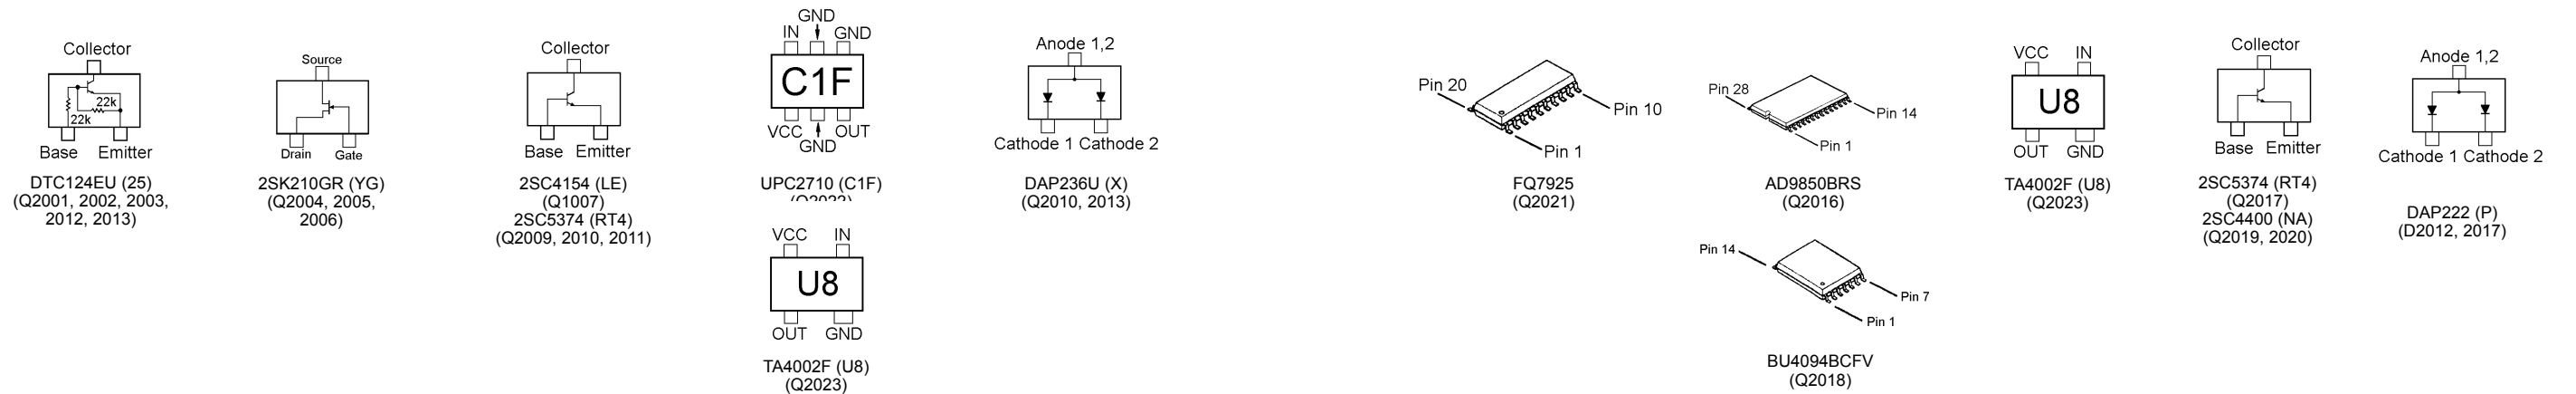 Collector
22k
22k
Base Emitter
DTC124EU (25)
(Q2001, 2002, 2003,
2012, 2013)
Source
Drain Gate
2SK210GR (YG)
(Q2004, 2005,
2006)
Collector
Base Emitter
2SC4154 (LE)
(Q1007)
2SC5374 (RT4)
(Q2009, 2010, 2011)
GND
IN GND
C1F
VCC OUT
GND
UPC2710 (C1F)
VCC IN
U8
OUT GND
TA4002F (U8)
(Q2023)
Anode 1,2
Cathode 1 Cathode 2
DAP236U (X)
(Q2010, 2013)
Pin 20
Pin 10
Pin 1
FQ7925
(Q2021)
Pin 28
Pin 14
Pin 1
AD9850BRS
(Q2016)
Pin 14
Pin 7
Pin 1
BU4094BCFV
(Q2018)
VCC IN
U8
OUT GND
TA4002F (U8)
(Q2023)
Collector
Base Emitter
2SC5374 (RT4)
(Q2017)
2SC4400 (NA)
(Q2019, 2020)
Anode 1,2
Cathode 1 Cathode 2
DAP222 (P)
(D2012, 2017)